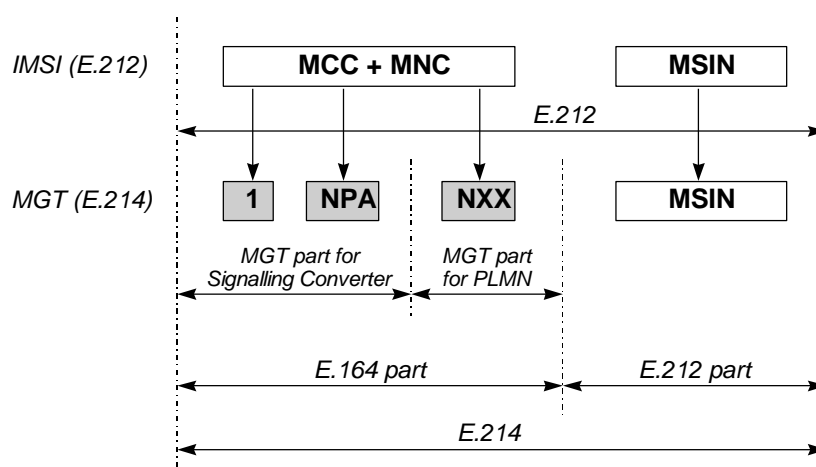 IMSI (E.212)
MCC + MNC
MSIN
E.212
MGT (E.214)
1
NPA
NXX
MSIN
MGT part for
Signalling Converter
MGT part
for PLMN
E.164 part
E.212 part
E.214